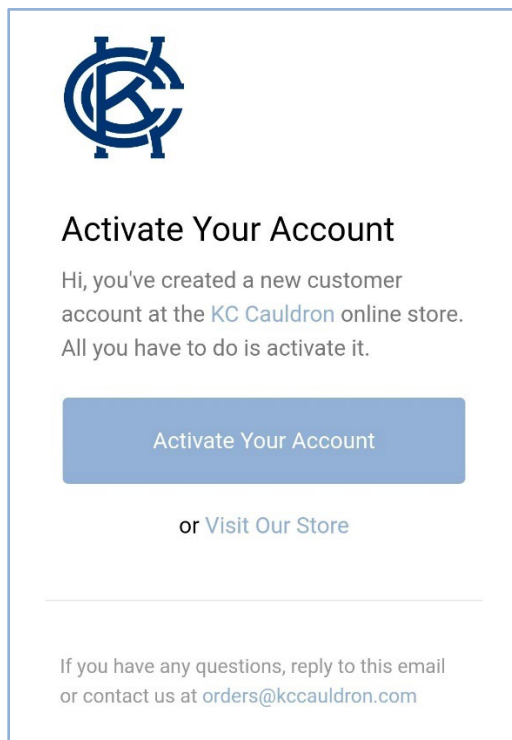 KC
Activate Your Account
Hi, you've created a new customer
account at the KC Cauldron online store.
All you have to do is activate it.
Activate Your Account
or Visit Our Store
If you have any questions, reply to this email
or contact us at orders@kccauldron.com